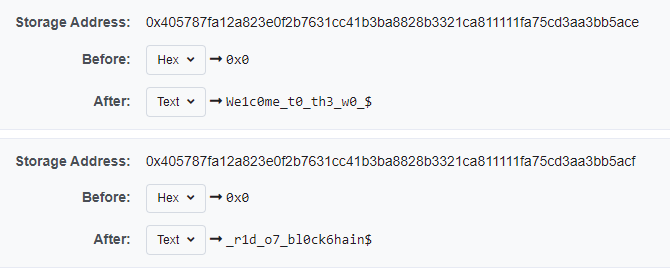 Storage Address: 0x405787fa12a823e0f2b7631cc41b3ba8828b3321ca811111fa75cd3aa3bb5ace
Before: Hex → 0x0
After: Text → We1c0me_t0_th3_w0_$
Storage Address: 0x405787fa12a823e0f2b7631cc41b3ba8828b3321ca811111fa75cd3aa3bb5acf
Before: Hex → 0x0
After: Text → _r1d_o7_bl0ck6hain$